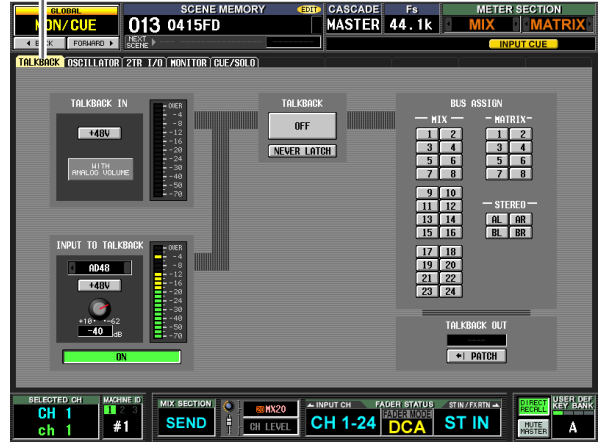 GLOBAL SCENE MEMORY EDIT CASCADE Fs METER SECTION
MON/CUE 013 0415FD MASTER 44.1k MIX MATRIX
BACK FORWARD NEXT SCENE INPUT CUE
TALKBACK OSCILLATOR 2TR I/O MONITOR CUE/SOLO
TALKBACK IN
+48V
WITH
ANALOG VOLUME
OVER
-4
-8
-12
-16
-20
-24
-30
-40
-50
-70
TALKBACK
OFF
NEVER LATCH
BUS ASSIGN
MIX
1 2
3 4
5 6
7 8
9 10
11 12
13 14
15 16
17 18
19 20
21 22
23 24
MATRIX
1 2
3 4
5 6
7 8
STEREO
AL AR
BL BR
INPUT TO TALKBACK
AD48
+48V
+10 -62
-40 dB
OVER
-4
-8
-12
-16
-20
-24
-30
-40
-50
-70
ON
TALKBACK OUT
----
PATCH
SELECTED CH MACHINE ID MIX SECTION INPUT CH FADER STATUS ST IN/FXRTN DIRECT RECALL USER DEF KEY BANK
CH 1 1 2 3 SEND MIX20 CH 1-24 FADER MODE ST IN
ch 1 #1 CH LEVEL DCA MUTE MASTER A